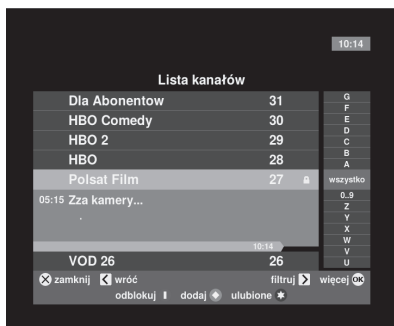 10:14
Lista kanałów
Dla Abonentow 31
HBO Comedy 30
HBO 2 29
HBO 28
Polsat Film 27
05:15 Zza kamery...
10:14
VOD 26 26
G
F
E
D
C
B
A
wszystko
0..9
Z
Y
X
W
V
U
zamknij wróć filtruj więcej OK
odblokuj dodaj ulubione